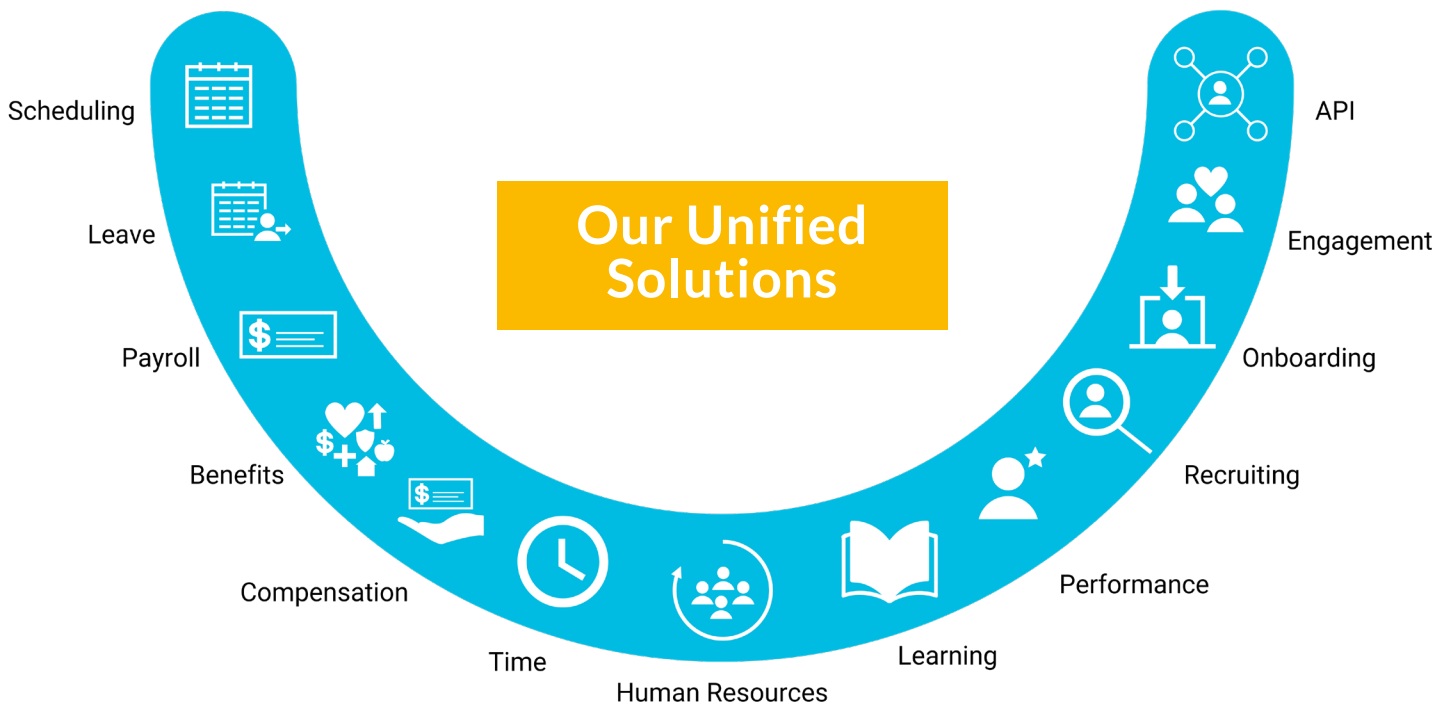 Our Unified
Solutions
Scheduling
Leave
Payroll
Benefits
Compensation
Time
Human Resources
Learning
Performance
Recruiting
Onboarding
Engagement
API
$
$
$